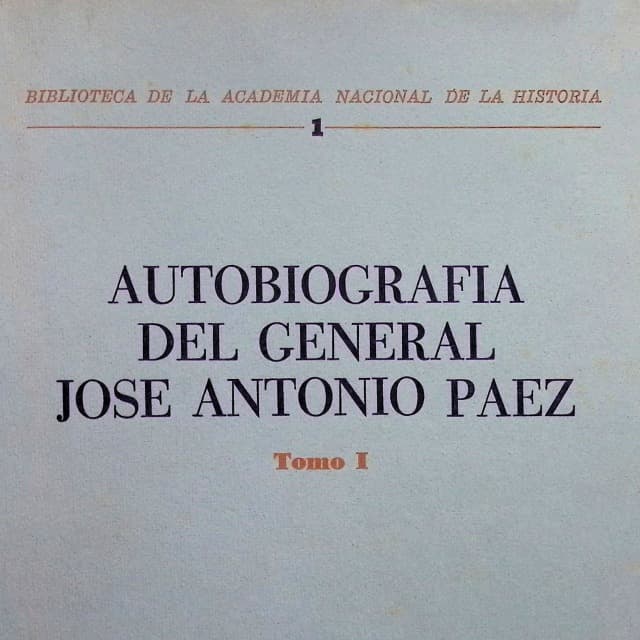 BIBLIOTECA DE LA ACADEMIA NACIONAL DE LA HISTORIA
1
AUTOBIOGRAFIA
DEL GENERAL
JOSE ANTONIO PAEZ
Tomo I